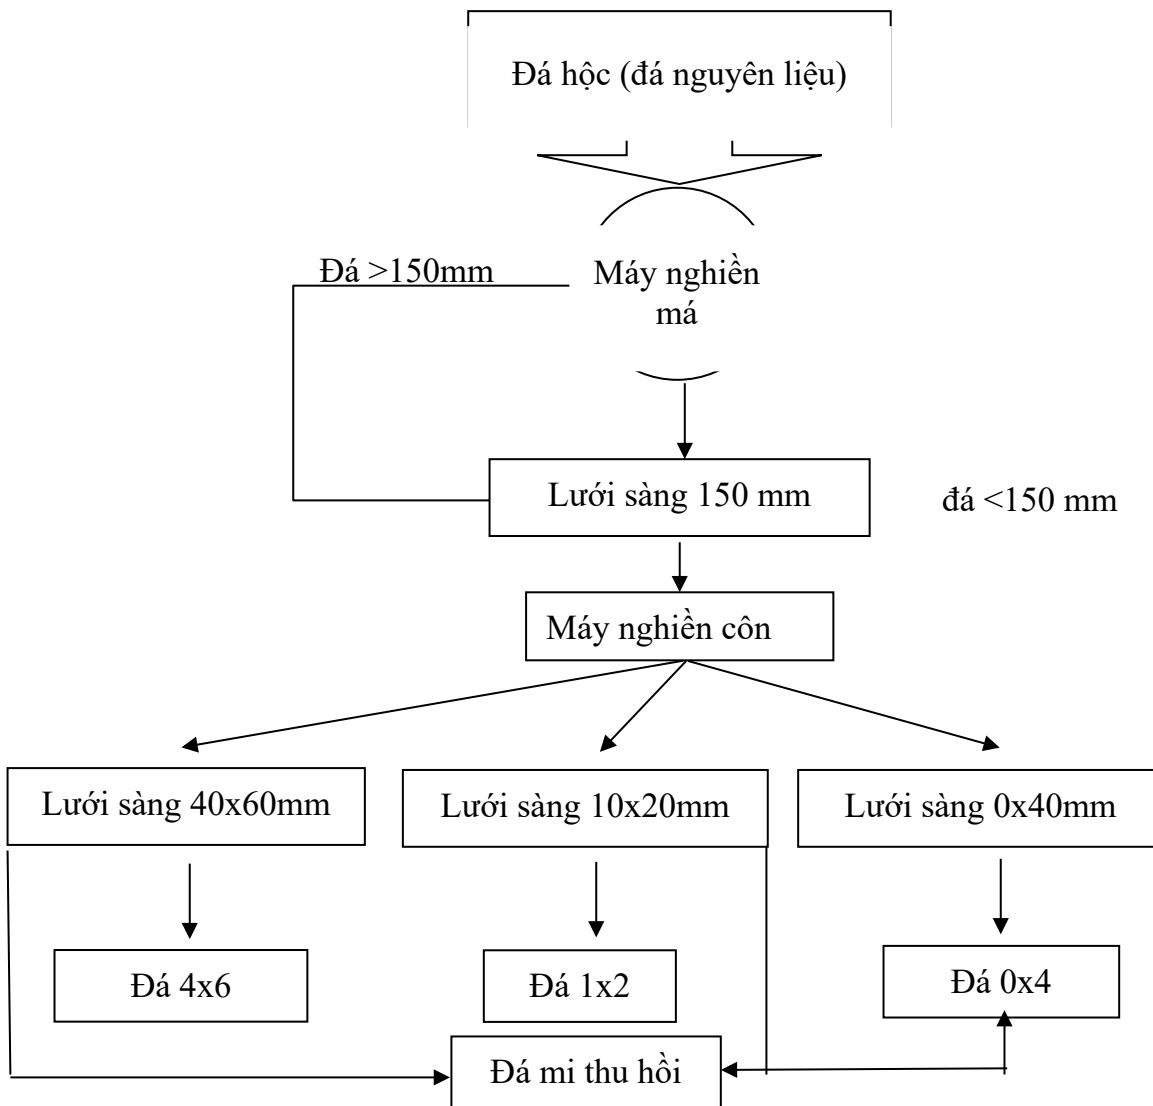 Đá hộc (đá nguyên liệu)
Đá >150mm
Máy nghiền
má
Lưới sàng 150 mm
đá <150 mm
Máy nghiền côn
Lưới sàng 40x60mm
Lưới sàng 10x20mm
Lưới sàng 0x40mm
Đá 4x6
Đá 1x2
Đá 0x4
Đá mi thu hồi